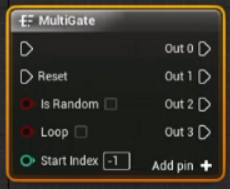 MultiGate
Out 0
Reset Out 1
Is Random Out 2
Loop Out 3
Start Index -1 Add pin +